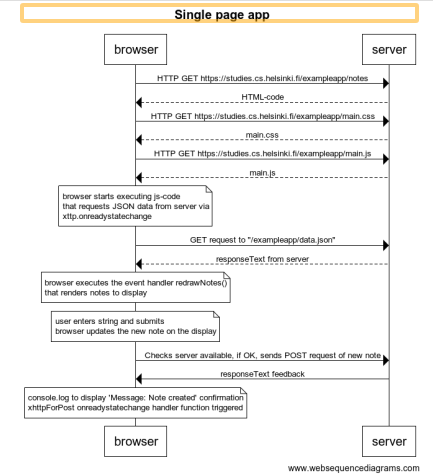 Single page app
browser
server
HTTP GET https://studies.cs.helsinki.fi/exampleapp/notes
HTML-code
HTTP GET https://studies.cs.helsinki.fi/exampleapp/main.css
main.css
HTTP GET https://studies.cs.helsinki.fi/exampleapp/main.js
main.js
browser starts executing js-code
that requests JSON data from server via
xttp.onreadystatechange
GET request to "/exampleapp/data.json"
responseText from server
browser executes the event handler redrawNotes()
that renders notes to display
user enters string and submits
browser updates the new note on the display
Checks server available, if OK, sends POST request of new note
responseText feedback
console.log to display 'Message: Note created' confirmation
xhttpForPost onreadystatechange handler function triggered
browser
server
www.websequencediagrams.com